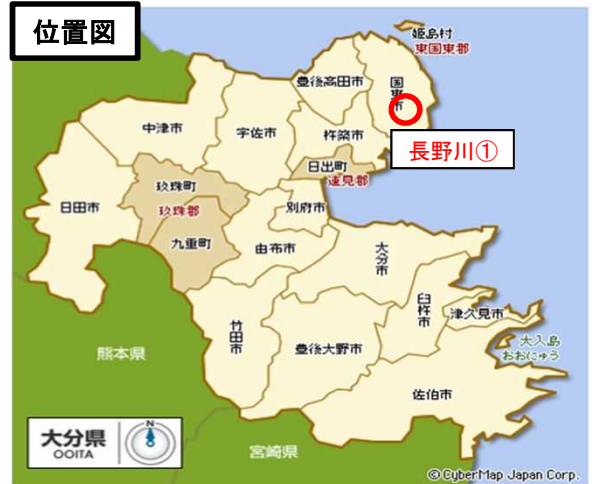 位置図
姫島村
東国東郡
豊後高田市
国東市
中津市
宇佐市
杵築市
長野川①
日出町
速見郡
玖珠町
玖珠郡
日田市
別府市
九重町
由布市
大分市
臼杵市
津久見市
竹田市
豊後大野市
大入島
おおにゅう
熊本県
佐伯市
大分県
OOITA
N
宮崎県
©CyberMap Japan Corp.